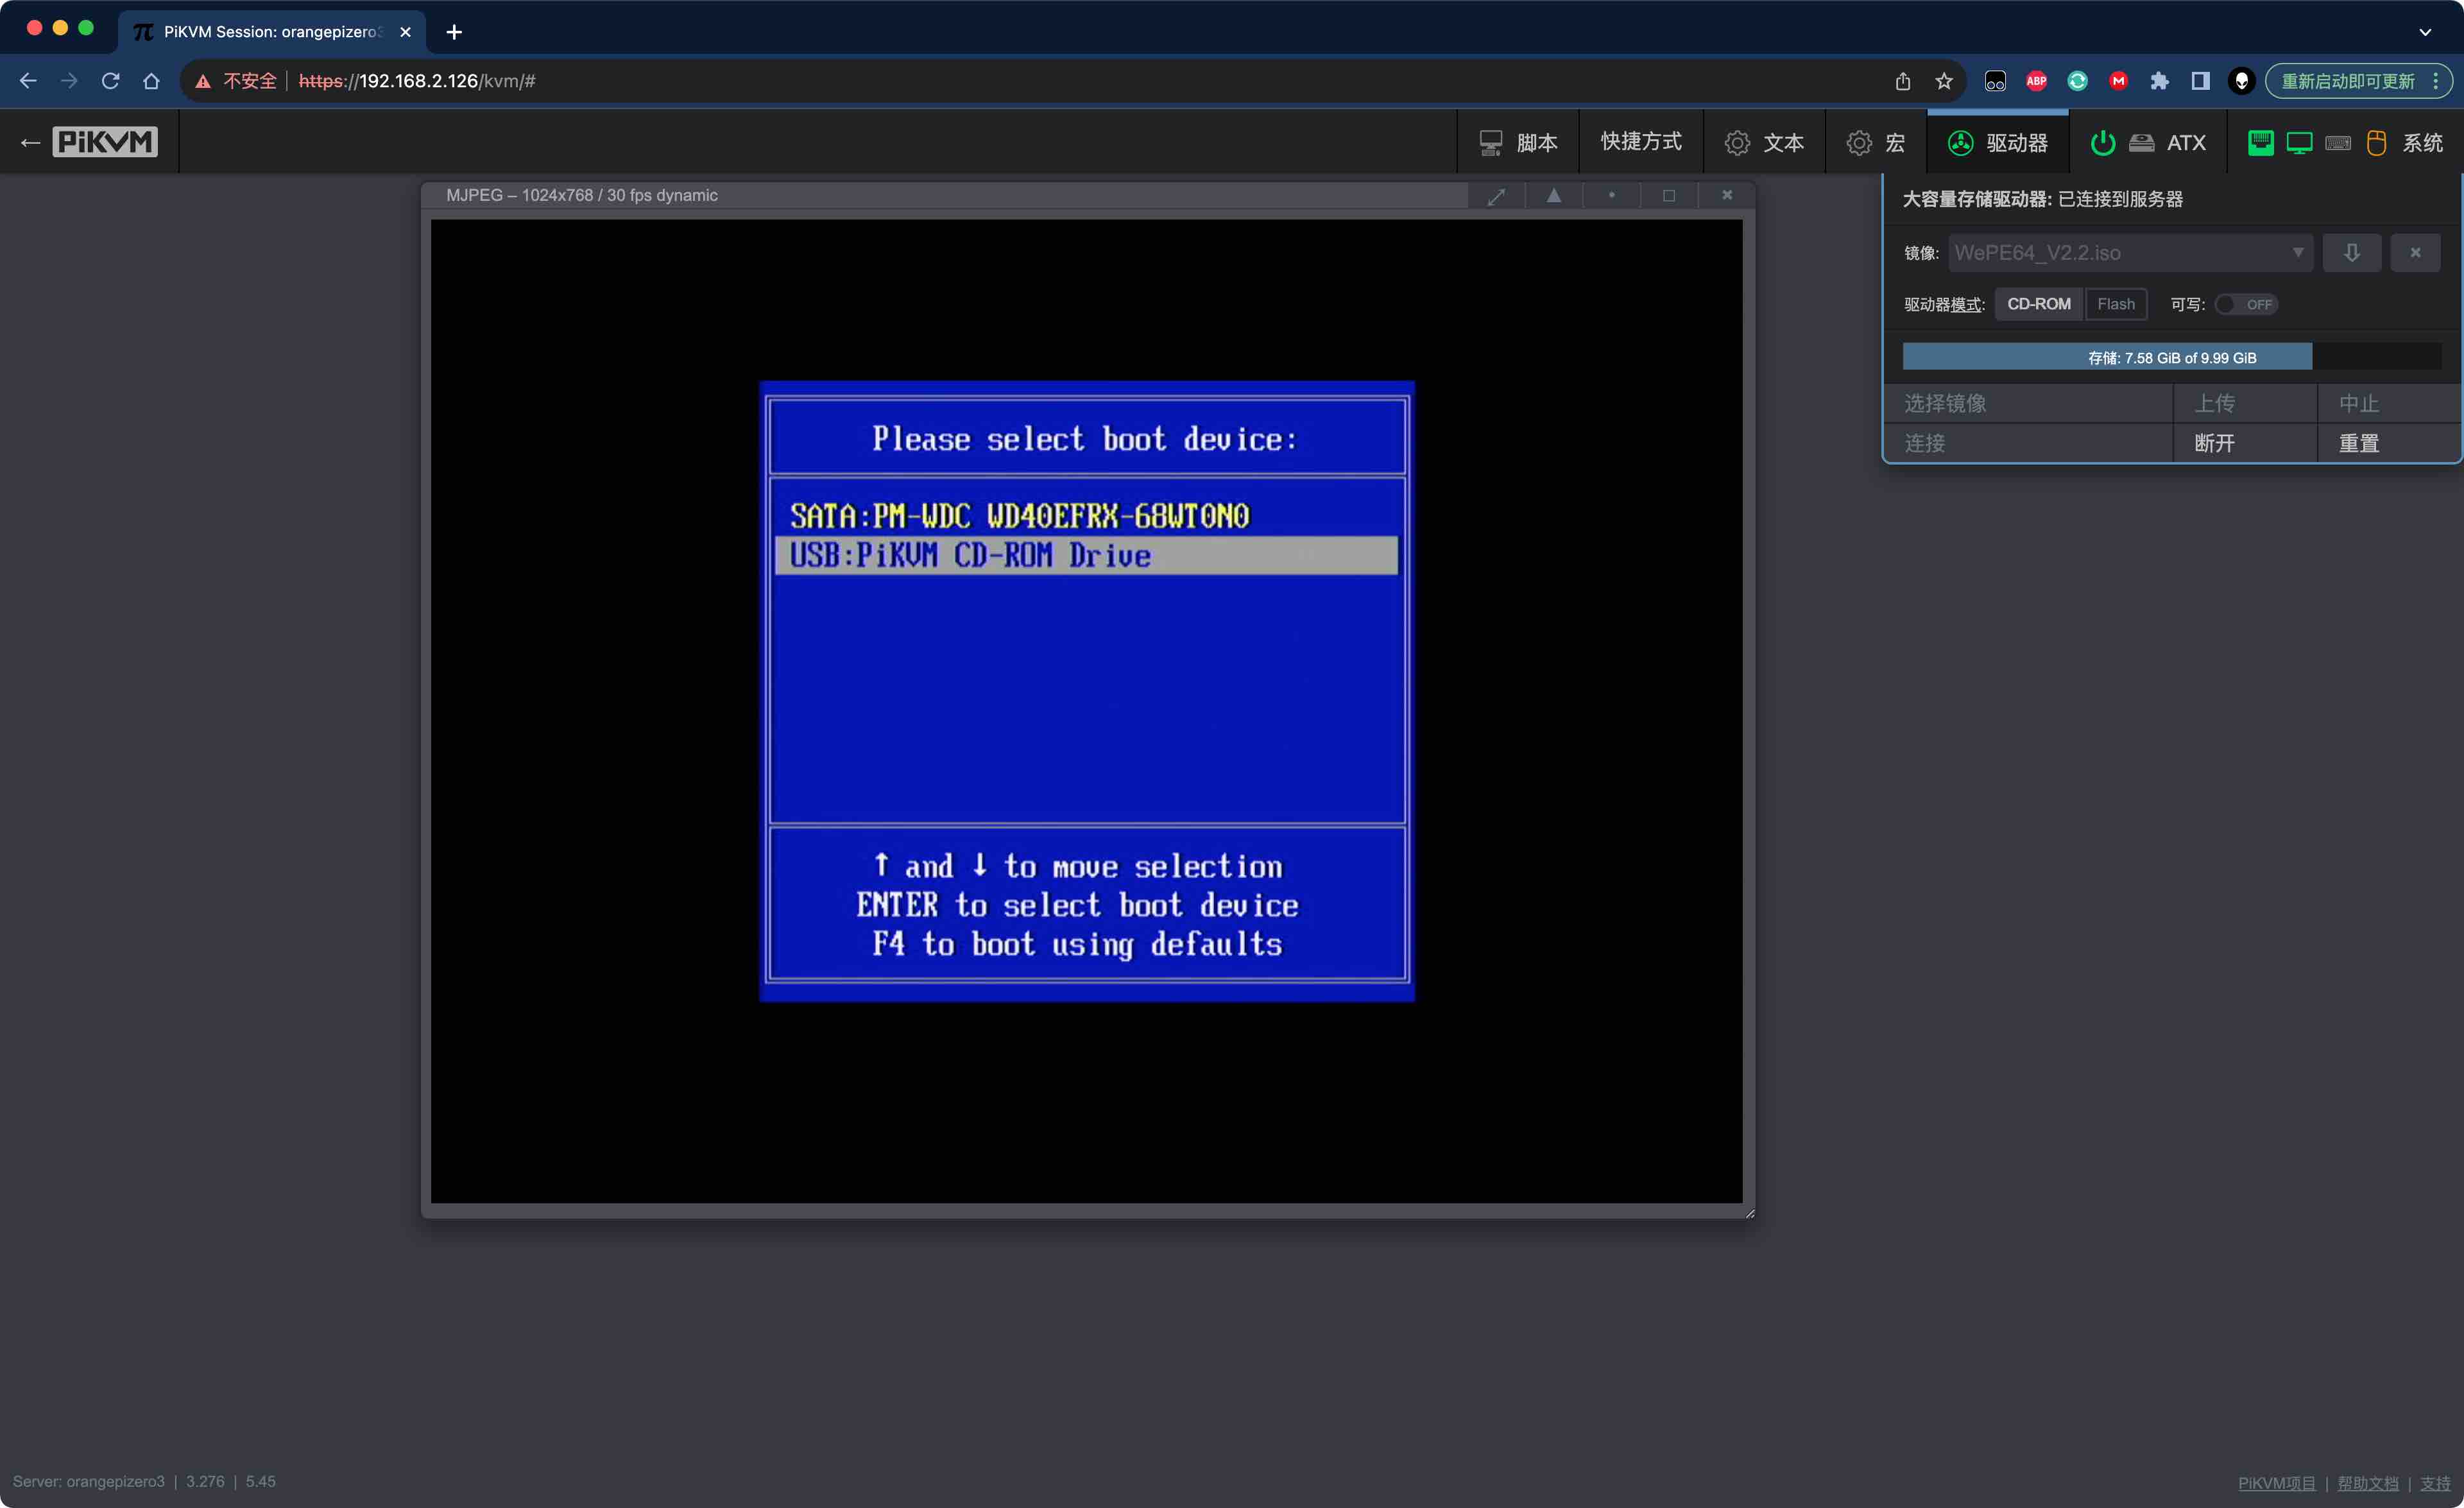 PiKVM Session: orangepizero3
不安全 https://192.168.2.126/kvm/#
ABP
M
重新启动即可更新
← PiKVM
脚本 快捷方式 文本 宏 驱动器 ATX 系统
MJPEG – 1024x768 / 30 fps dynamic
Please select boot device:
SATA:PM-WDC WD40EFRX-68WT0N0
USB:PiKVM CD-ROM Drive
↑ and ↓ to move selection
ENTER to select boot device
F4 to boot using defaults
大容量存储驱动器: 已连接到服务器
镜像: WePE64_V2.2.iso
驱动器模式: CD-ROM Flash 可写: OFF
存储: 7.58 GiB of 9.99 GiB
选择镜像 上传 中止
连接 断开 重置
Server: orangepizero3 | 3.276 | 5.45
PiKVM项目 | 帮助文档 | 支持